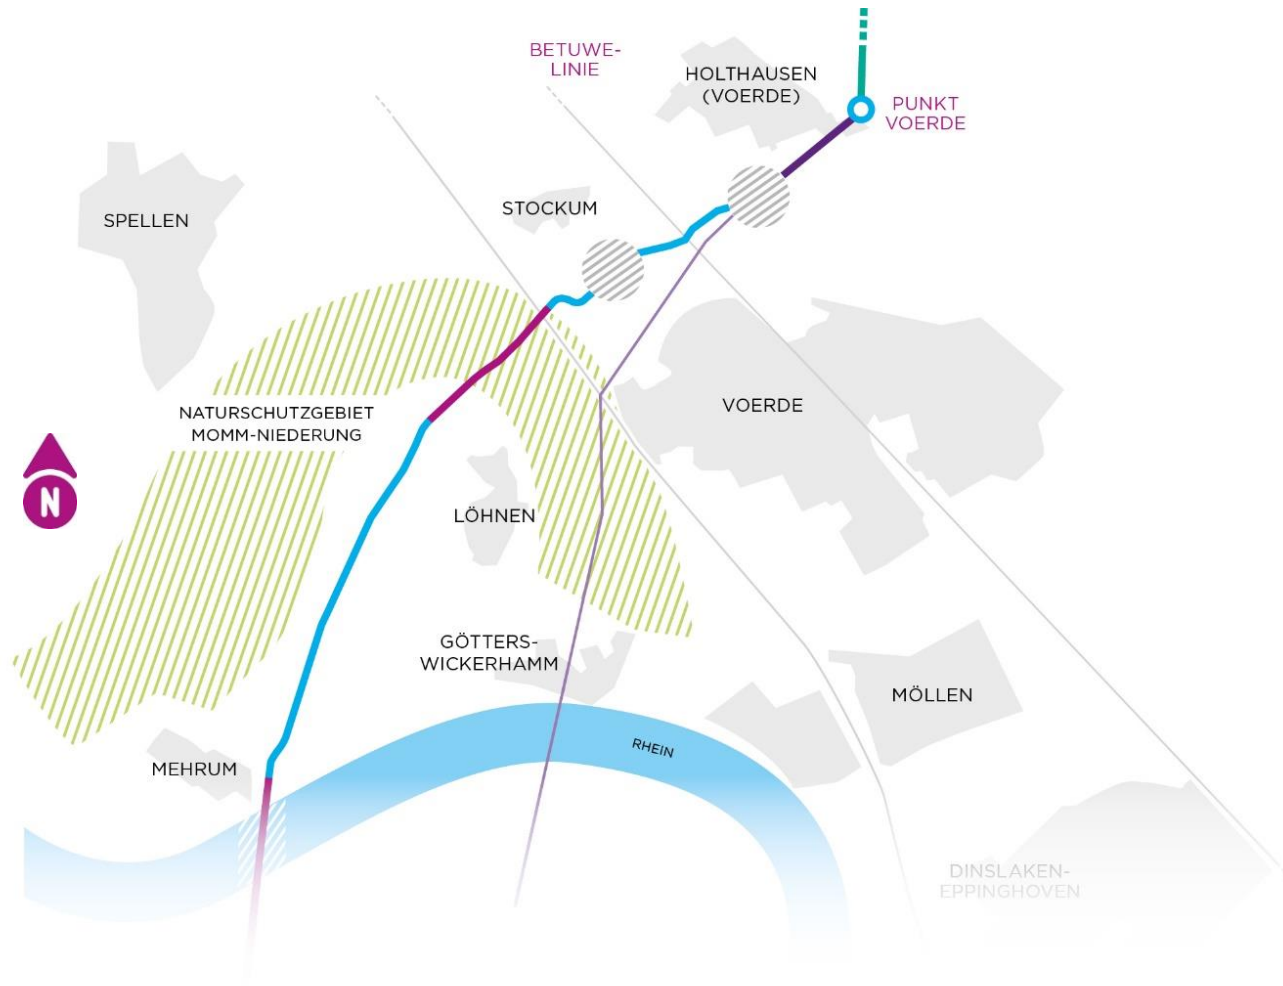 BETUWE-
LINIE
HOLTHAUSEN
(VOERDE)
PUNKT
VOERDE
SPELLEN
STOCKUM
NATURSCHUTZGEBIET
MOMM-NIEDERUNG
VOERDE
N
LÖHNEN
GÖTTERS-
WICKERHAMM
MÖLLEN
RHEIN
MEHRUM
DINSLAKEN-
EPPINGHOVEN